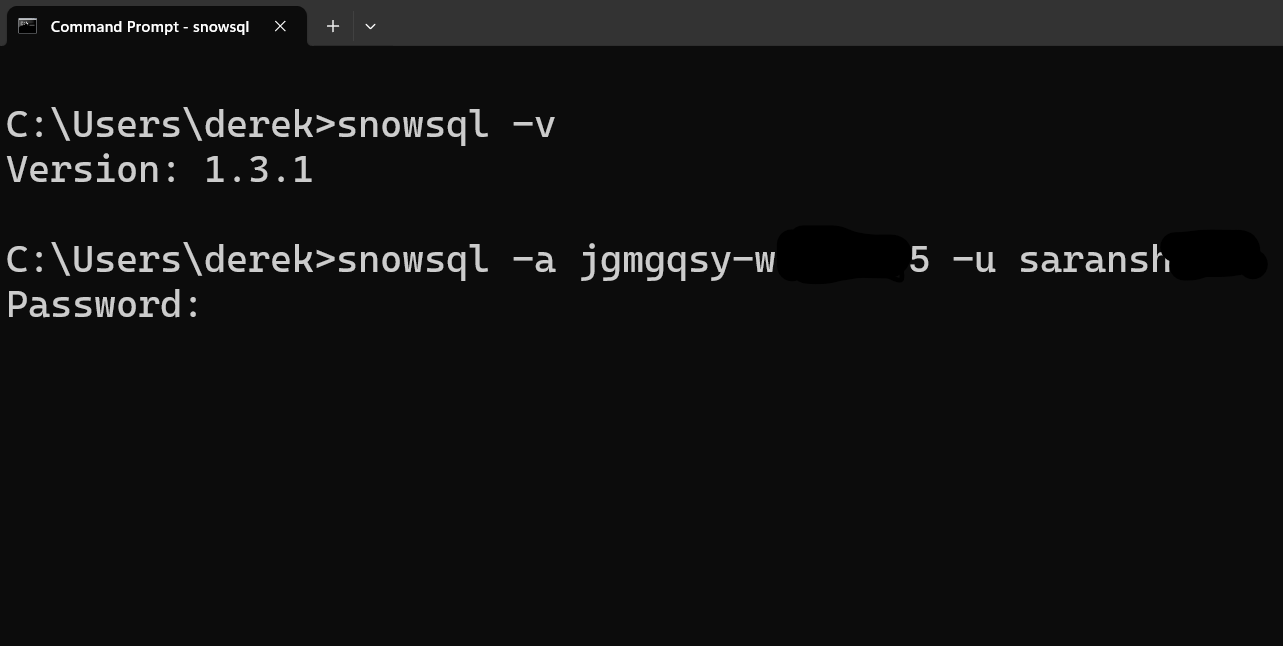 Command Prompt - snowsql
C:\Users\derek>snowsql -v
Version: 1.3.1
C:\Users\derek>snowsql -a jgmgqsy-w 5 -u saransh
Password: